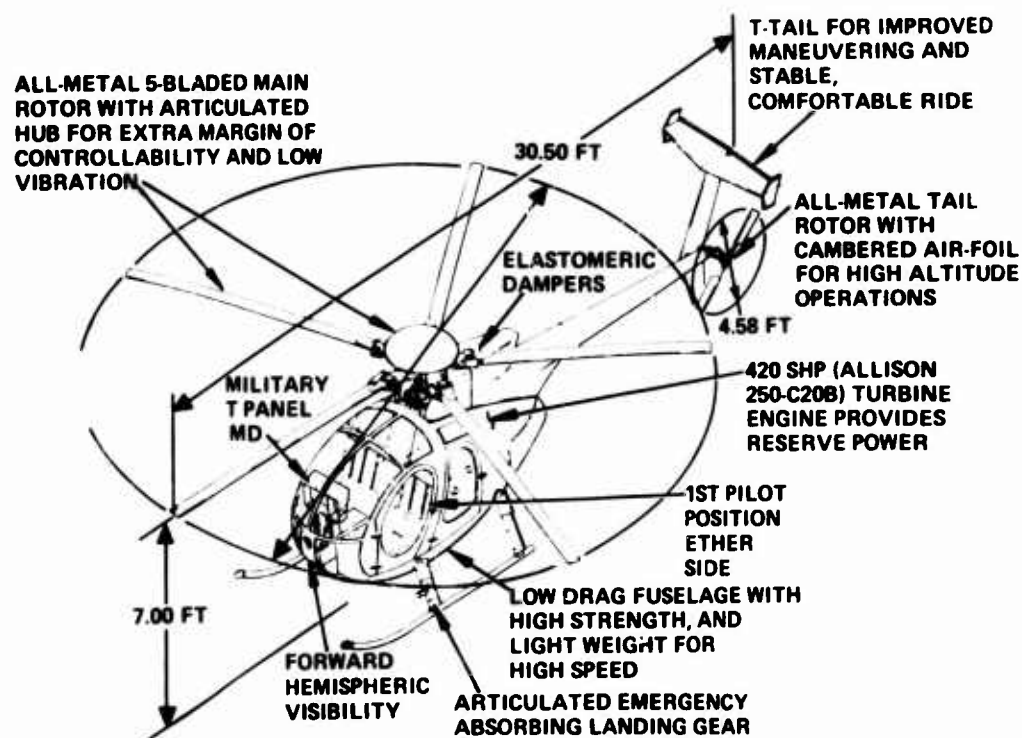 T-TAIL FOR IMPROVED
MANEUVERING AND
STABLE,
COMFORTABLE RIDE
ALL-METAL 5-BLADED MAIN
ROTOR WITH ARTICULATED
HUB FOR EXTRA MARGIN OF
CONTROLLABILITY AND LOW
VIBRATION
30.50 FT
ALL-METAL TAIL
ROTOR WITH
CAMBERED AIR-FOIL
FOR HIGH ALTITUDE
OPERATIONS
ELASTOMERIC
DAMPERS
4.58 FT
MILITARY
T PANEL
MD
420 SHP (ALLISON
250-C20B) TURBINE
ENGINE PROVIDES
RESERVE POWER
1ST PILOT
POSITION
ETHER
SIDE
7.00 FT
LOW DRAG FUSELAGE WITH
HIGH STRENGTH, AND
LIGHT WEIGHT FOR
HIGH SPEED
FORWARD
HEMISPHERIC
VISIBILITY
ARTICULATED EMERGENCY
ABSORBING LANDING GEAR